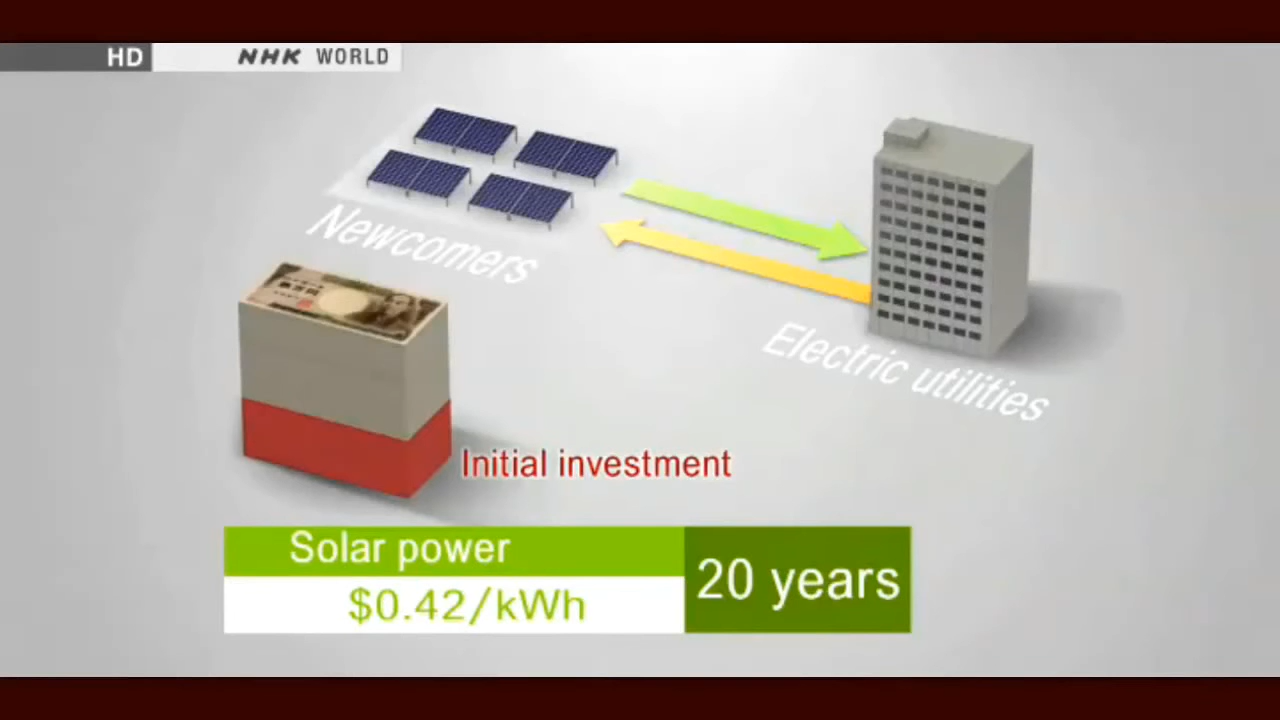 HD
NHK WORLD
Newcomers
Electric utilities
Initial investment
Solar power
$0.42/kWh
20 years